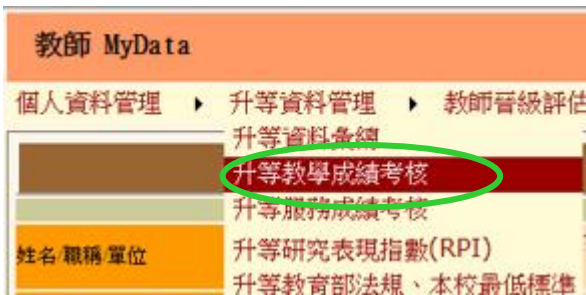 教師 MyData
個人資料管理 ▶ 升等資料管理 ▶ 教師晉級評估
升等資料彙總
升等教學成績考核
升等服務成績考核
姓名/職稱/單位
升等研究表現指數(RPI)
升等教育部法規、本校最低標準